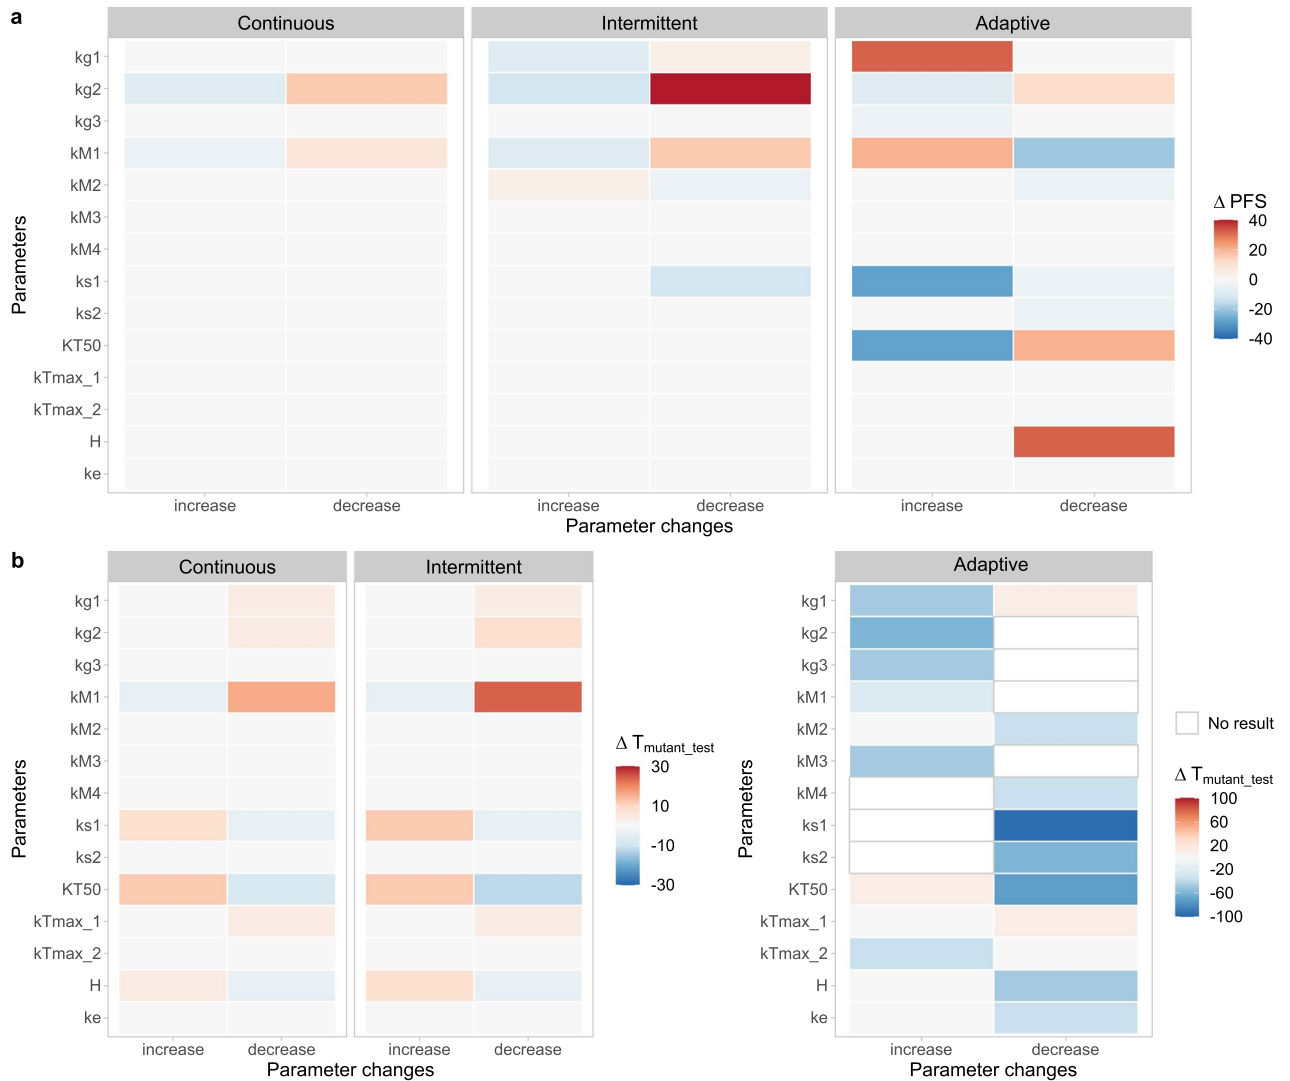 a
Continuous
Intermittent
Adaptive
Parameters
kg1
kg2
kg3
kM1
kM2
kM3
kM4
ks1
ks2
KT50
kTmax_1
kTmax_2
H
ke
increase decrease increase decrease increase decrease
Parameter changes
Δ PFS
40
20
0
-20
-40
b
Continuous
Intermittent
Parameters
kg1
kg2
kg3
kM1
kM2
kM3
kM4
ks1
ks2
KT50
kTmax_1
kTmax_2
H
ke
increase decrease increase decrease
Parameter changes
Δ Tmutant_test
30
10
-10
-30
Adaptive
Parameters
kg1
kg2
kg3
kM1
kM2
kM3
kM4
ks1
ks2
KT50
kTmax_1
kTmax_2
H
ke
increase decrease
Parameter changes
No result
Δ Tmutant_test
100
60
20
-20
-60
-100